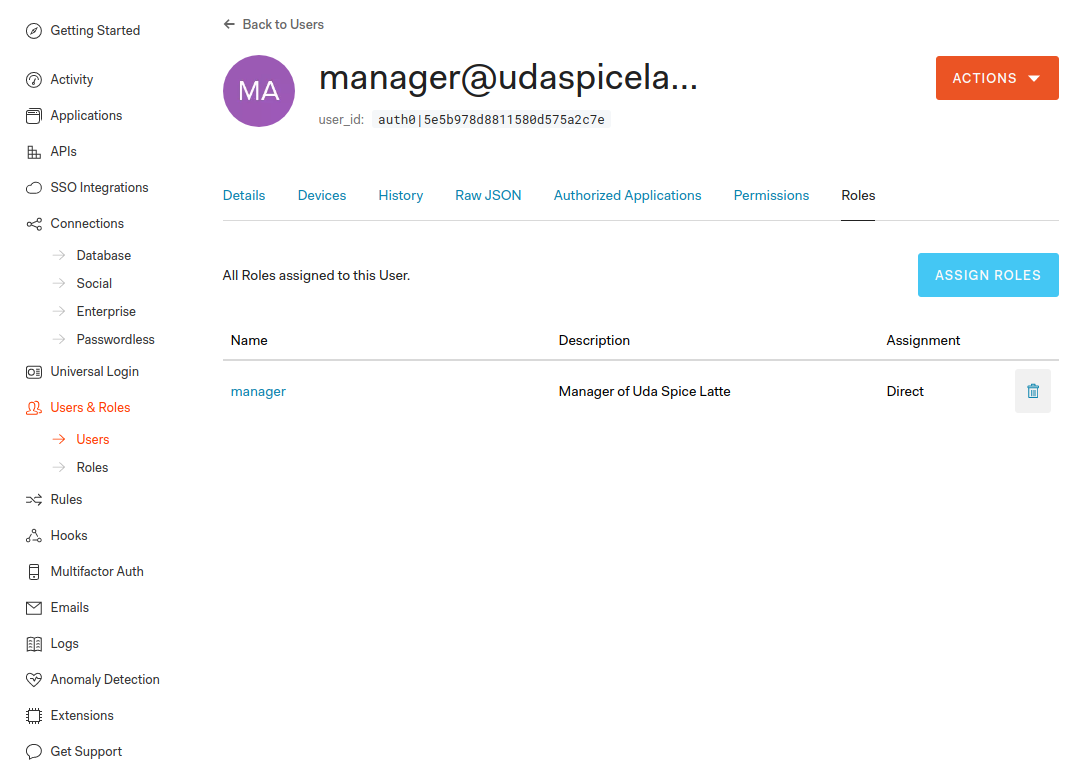 Getting Started
Activity
Applications
APIs
SSO Integrations
Connections
Database
Social
Enterprise
Passwordless
Universal Login
Users & Roles
Users
Roles
Rules
Hooks
Multifactor Auth
Emails
Logs
Anomaly Detection
Extensions
Get Support
Back to Users
MA
manager@udaspicela...
user_id: auth0|5e5b978d8811580d575a2c7e
ACTIONS
Details Devices History Raw JSON Authorized Applications Permissions Roles
All Roles assigned to this User.
ASSIGN ROLES
Name Description Assignment
manager Manager of Uda Spice Latte Direct